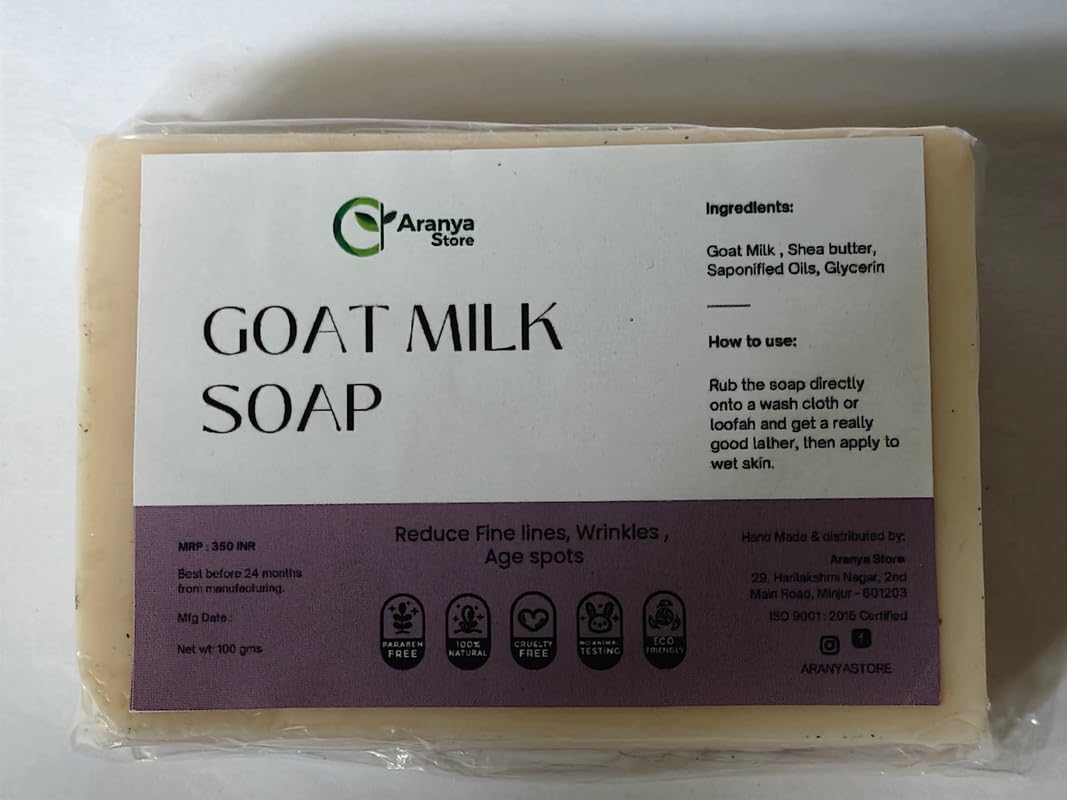 Aranya
Store
GOAT MILK
SOAP
Ingredients:
Goat Milk , Shea butter,
Saponified Oils, Glycerin
How to use:
Rub the soap directly
onto a wash cloth or
loofah and get a really
good lather, then apply to
wet skin.
MRP : 350 INR
Best before 24 months
from manufacturing.
Mfg Date :
Net wt: 100 gms
Reduce Fine lines, Wrinkles ,
Age spots
PARABEN
FREE
100%
NATURAL
CRUELTY
FREE
NO ANIMAL
TESTING
ECO
FRIENDLY
Hand Made & distributed by:
Aranya Store
29, Harilakshmi Nagar, 2nd
Main Road, Minjur - 601203
ISO 9001 : 2015 Certified
ARANYASTORE